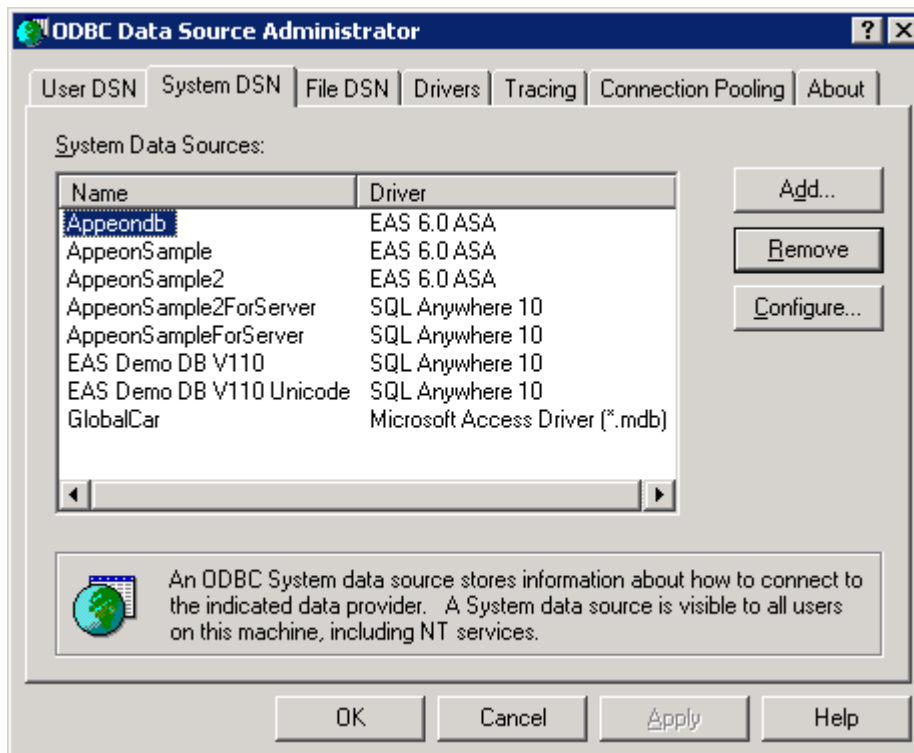 ODBC Data Source Administrator ? X
User DSN System DSN File DSN Drivers Tracing Connection Pooling About
System Data Sources:
Name Driver
Appeondb EAS 6.0 ASA
AppeonSample EAS 6.0 ASA
AppeonSample2 EAS 6.0 ASA
AppeonSample2ForServer SQL Anywhere 10
AppeonSampleForServer SQL Anywhere 10
EAS Demo DB V110 SQL Anywhere 10
EAS Demo DB V110 Unicode SQL Anywhere 10
GlobalCar Microsoft Access Driver (*.mdb)
Add...
Remove
Configure...
An ODBC System data source stores information about how to connect to
the indicated data provider. A System data source is visible to all users
on this machine, including NT services.
OK Cancel Apply Help